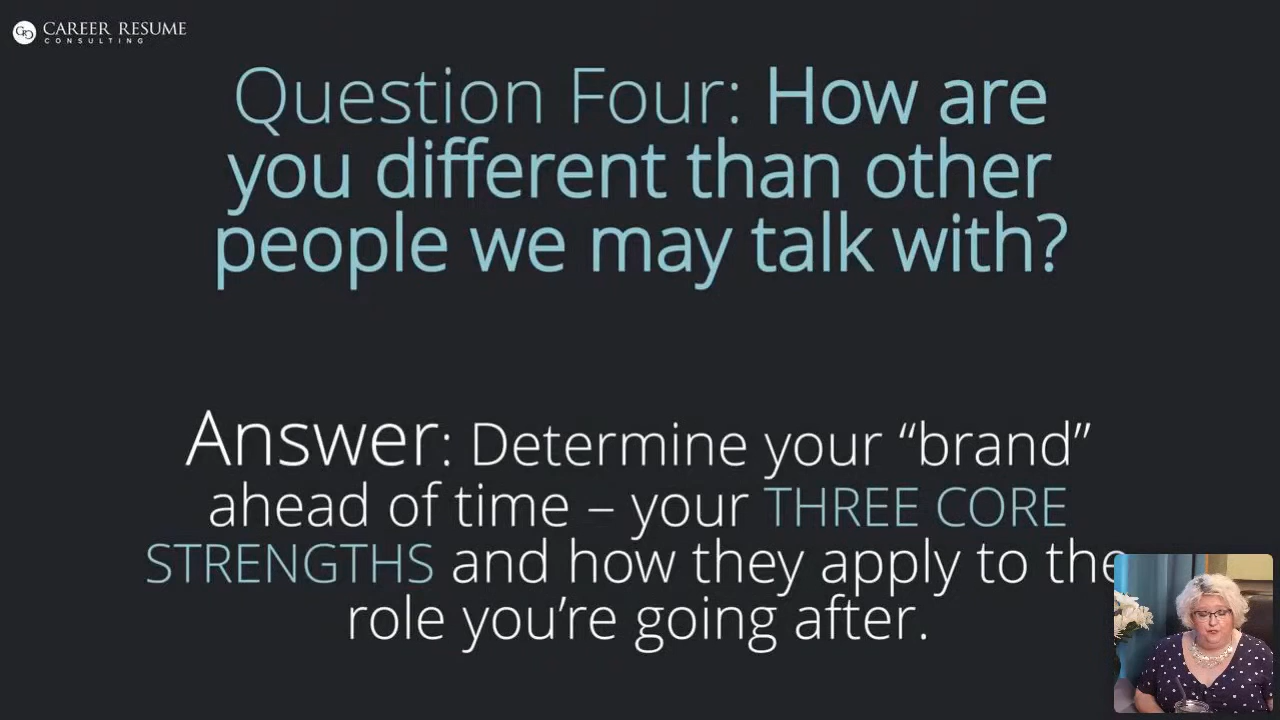 CAREER RESUME
CONSULTING
Question Four: How are
you different than other
people we may talk with?
Answer: Determine your “brand”
ahead of time – your THREE CORE
STRENGTHS and how they apply to the
role you’re going after.